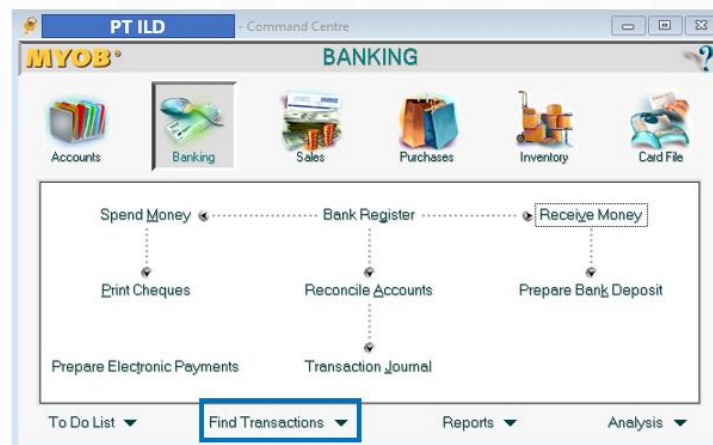 PT ILD - Command Centre
MYOB BANKING ?
Accounts Banking Sales Purchases Inventory Card File
Spend Money Bank Register Receive Money
Print Cheques Reconcile Accounts Prepare Bank Deposit
Prepare Electronic Payments Transaction Journal
To Do List Find Transactions Reports Analysis